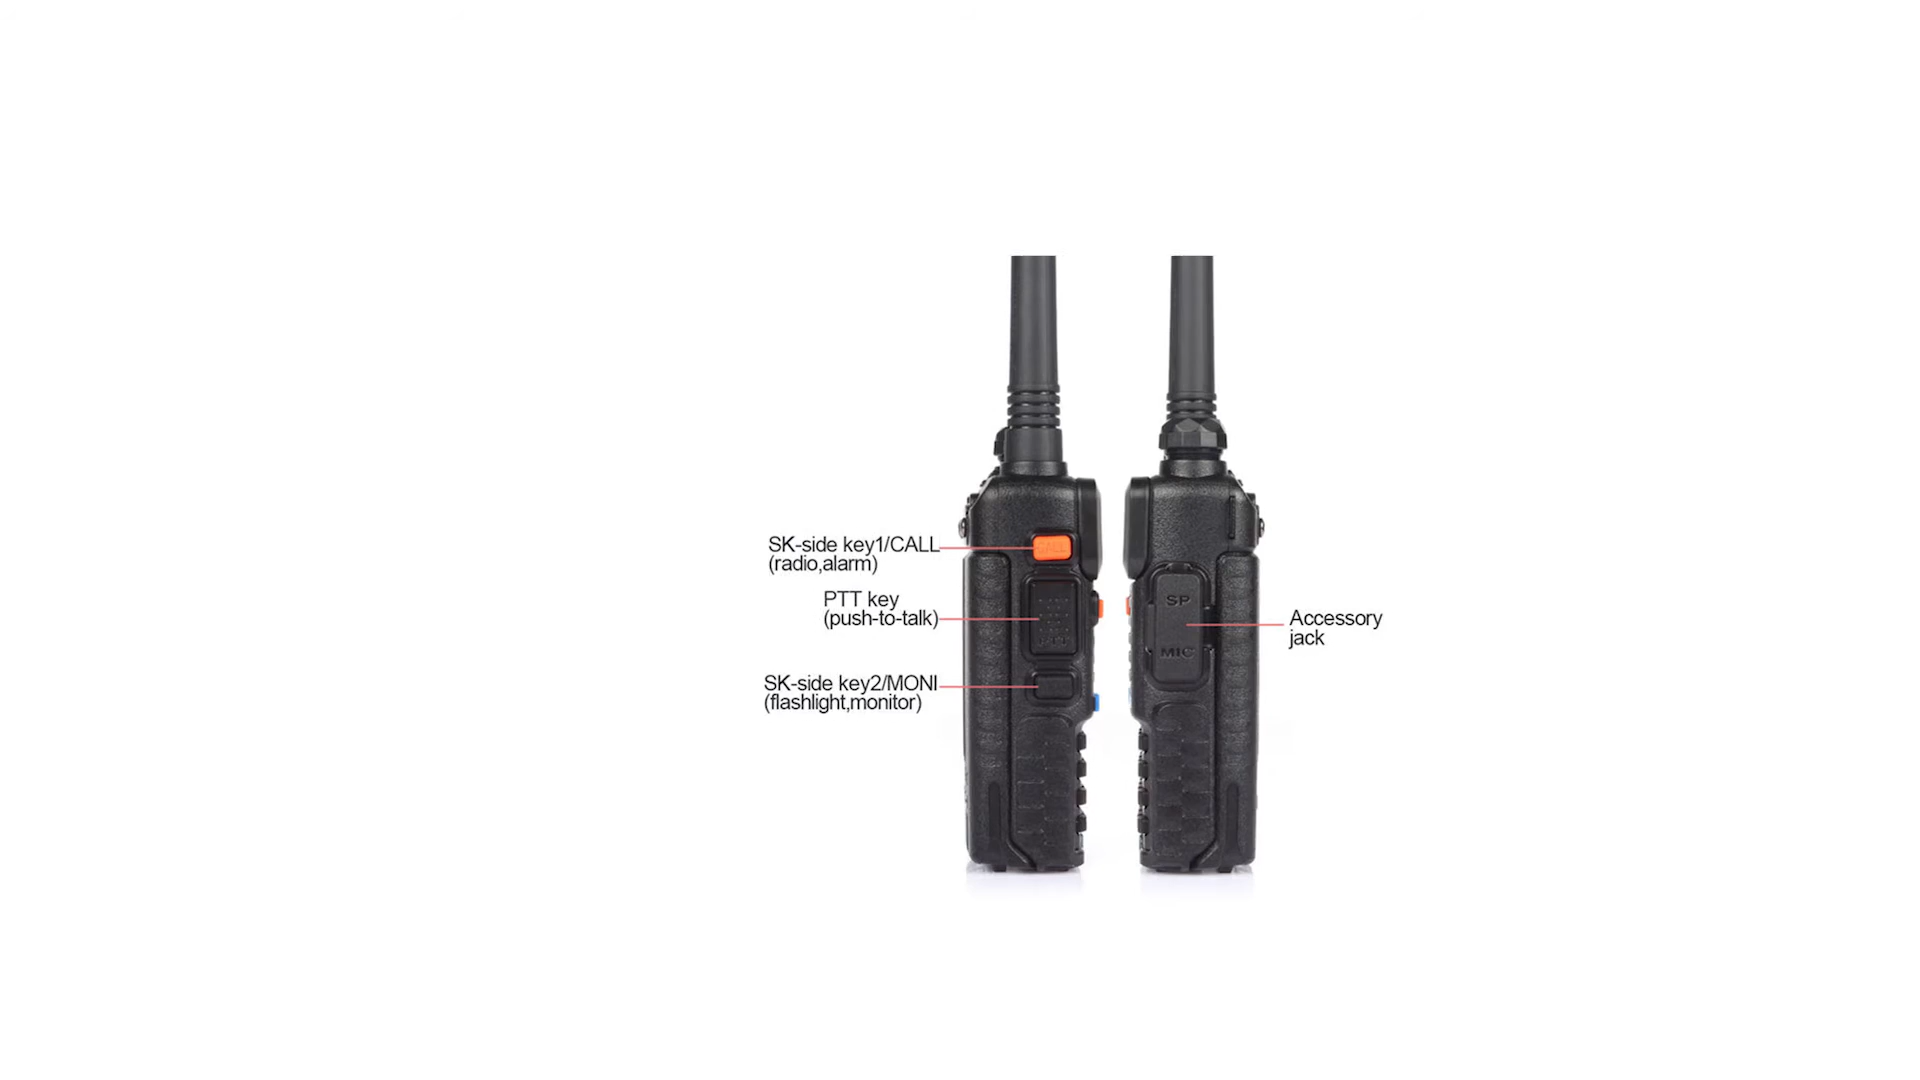 SK-side key1/CALL
(radio,alarm)
PTT key
(push-to-talk)
SK-side key2/MONI
(flashlight,monitor)
SP
MIC
Accessory
jack